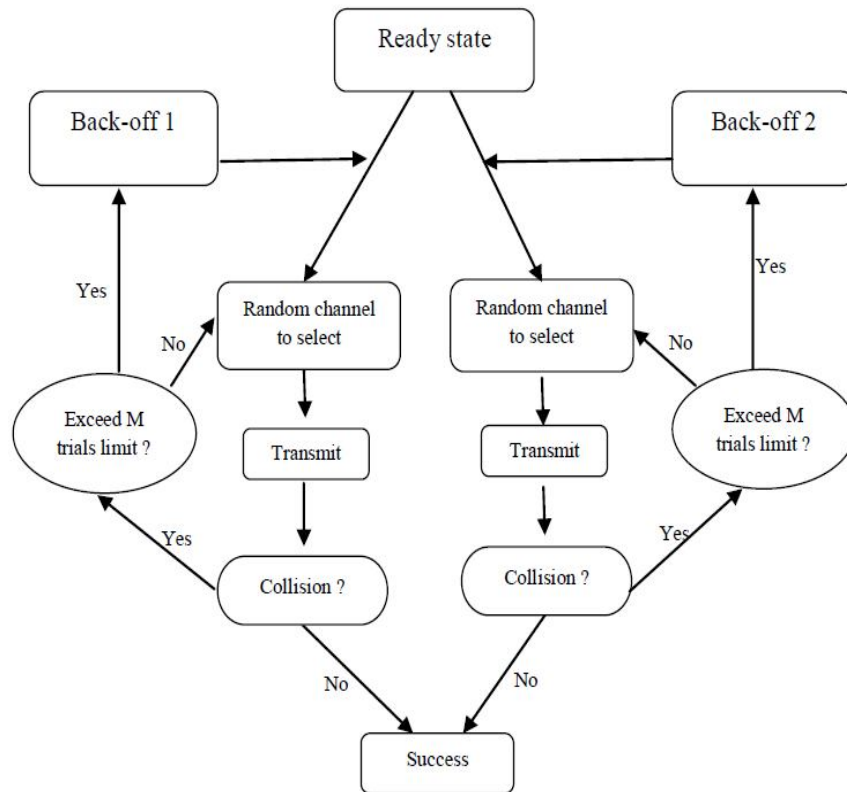 Ready state
Back-off 1
Back-off 2
Yes
Yes
Random channel
to select
Random channel
to select
No
No
Exceed M
trials limit ?
Exceed M
trials limit ?
Transmit
Transmit
Yes
Yes
Collision ?
Collision ?
No
No
Success